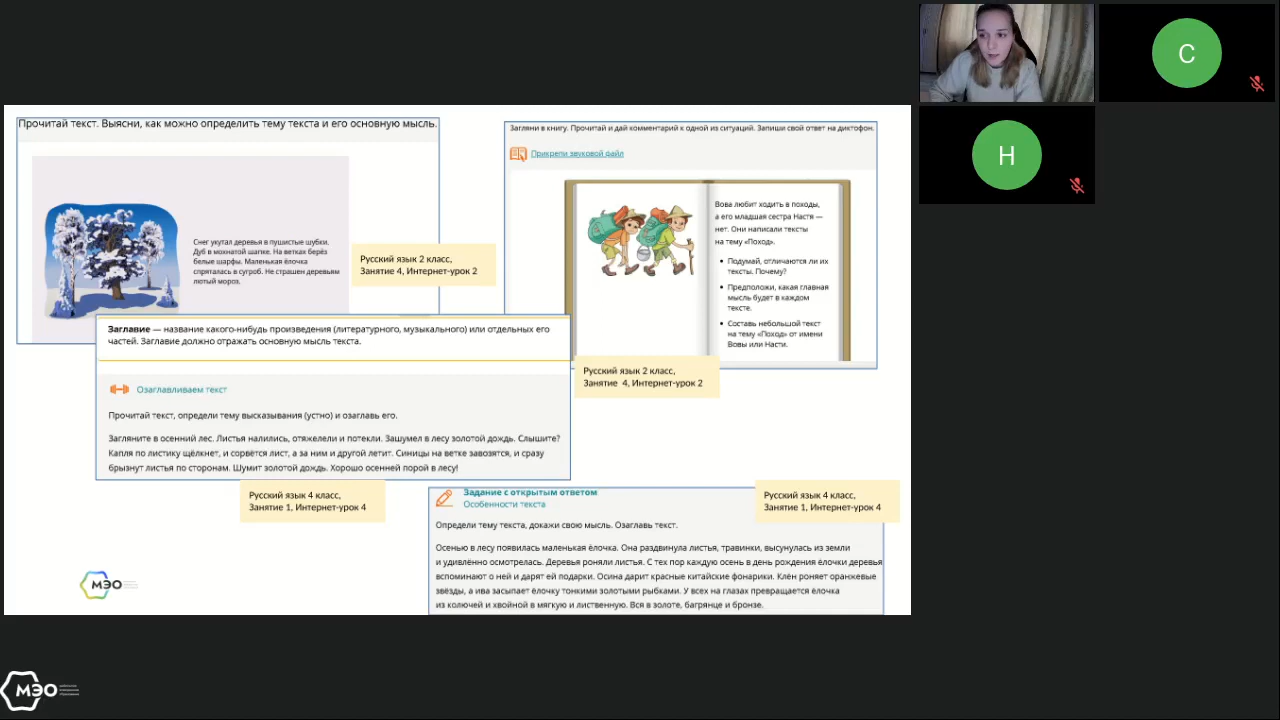 Прочитай текст. Выясни, как можно определить тему текста и его основную мысль.
Снег укутал деревья в пушистые шубки.
Дуб в мохнатой шапке. На ветках берёз
белые шарфы. Маленькая ёлочка
спряталась в сугроб. Не страшен деревьям
лютый мороз.
Русский язык 2 класс,
Занятие 4, Интернет-урок 2
Загляни в книгу. Прочитай и дай комментарий к одной из ситуаций. Запиши свой ответ на диктофон.
Прикрепи звуковой файл
Вова любит ходить в походы,
а его младшая сестра Настя —
нет. Они написали тексты
на тему «Поход».
• Подумай, отличаются ли их
тексты. Почему?
• Предположи, какая главная
мысль будет в каждом
тексте.
• Составь небольшой текст
на тему «Поход» от имени
Вовы или Насти.
Русский язык 2 класс,
Занятие 4, Интернет-урок 2
Заглавие — название какого-нибудь произведения (литературного, музыкального) или отдельных его
частей. Заглавие должно отражать основную мысль текста.
Озаглавливаем текст
Прочитай текст, определи тему высказывания (устно) и озаглавь его.
Загляните в осенний лес. Листья налились, отяжелели и потекли. Зашумел в лесу золотой дождь. Слышите?
Капля по листику щёлкнет, и сорвётся лист, а за ним и другой летит. Синицы на ветке завозятся, и сразу
брызнут листья по сторонам. Шумит золотой дождь. Хорошо осенней порой в лесу!
Русский язык 4 класс,
Занятие 1, Интернет-урок 4
Задание с открытым ответом
Особенности текста
Русский язык 4 класс,
Занятие 1, Интернет-урок 4
Определи тему текста, докажи свою мысль. Озаглавь текст.
Осенью в лесу появилась маленькая ёлочка. Она раздвинула листья, травинки, высунулась из земли
и удивлённо осмотрелась. Деревья роняли листья. С тех пор каждую осень в день рождения ёлочки деревья
вспоминают о ней и дарят ей подарки. Осина дарит красные китайские фонарики. Клён роняет оранжевые
звёзды, а ива засыпает ёлочку тонкими золотыми рыбками. У всех на глазах превращается ёлочка
из колючей и хвойной в мягкую и лиственную. Вся в золоте, багрянце и бронзе.
МЭО
МЭО
С
Н